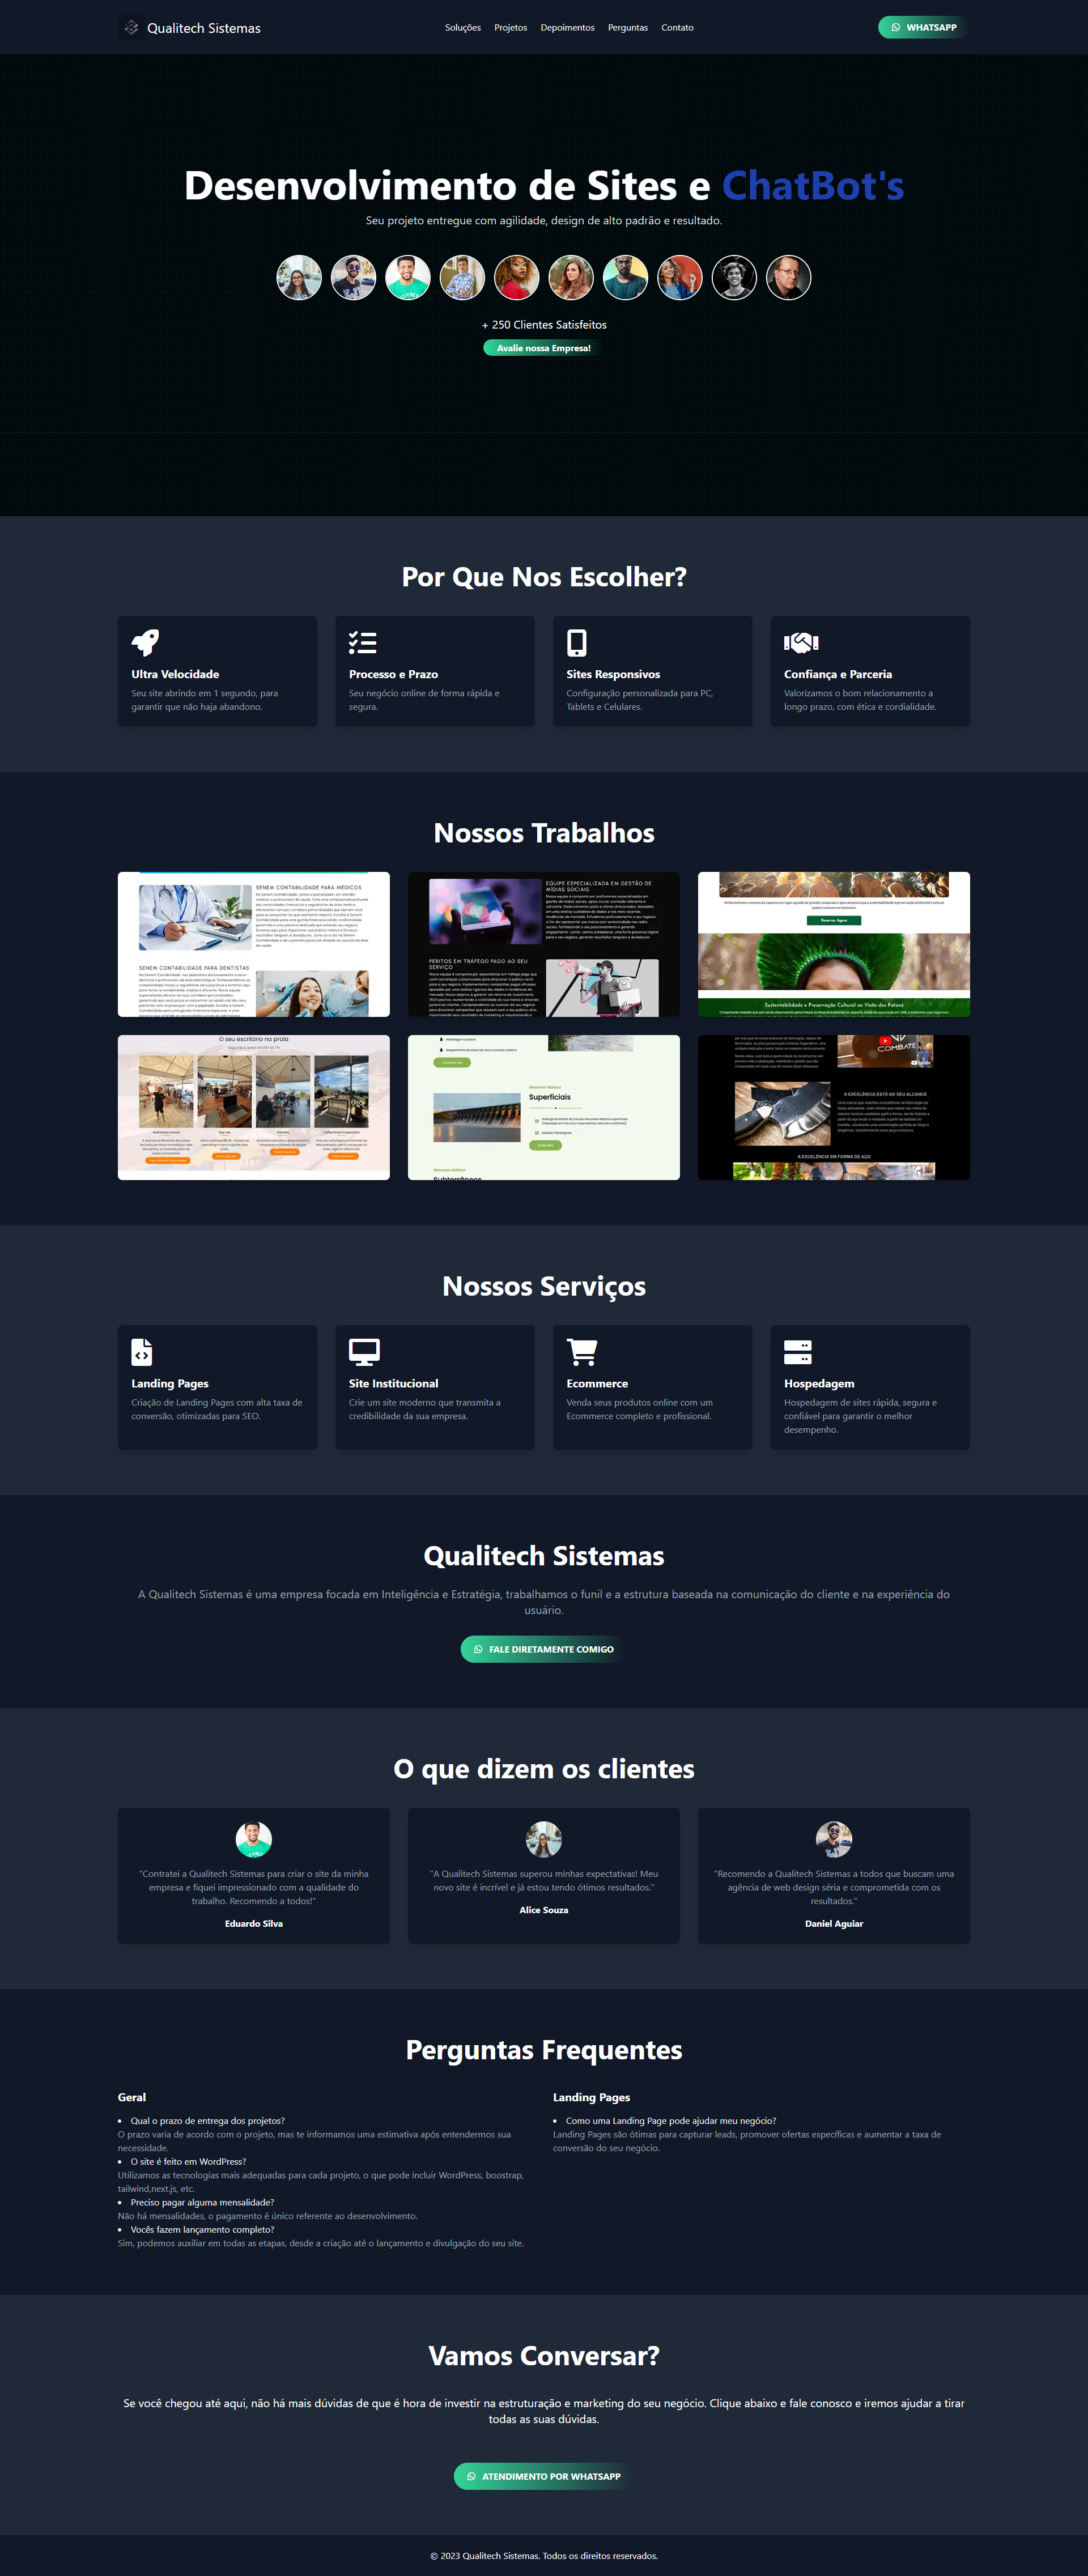 Qualitech Sistemas
Soluções
Projetos
Depoimentos
Perguntas
Contato
WHATSAPP
Desenvolvimento de Sites e ChatBot's
Seu projeto entregue com agilidade, design de alto padrão e resultado.
+ 250 Clientes Satisfeitos
Avalie nossa Empresa!
Por Que Nos Escolher?
Ultra Velocidade
Seu site abrindo em 1 segundo, para
garantir que não haja abandono.
Processo e Prazo
Seu negócio online de forma rápida e
segura.
Sites Responsivos
Configuração personalizada para PC,
Tablets e Celulares.
Confiança e Parceria
Valorizamos o bom relacionamento a
longo prazo, com ética e cordialidade.
Nossos Trabalhos
SENEM CONTABILIDADE PARA MÉDICOS
SENEM CONTABILIDADE PARA DENTISTAS
EQUIPE ESPECIALIZADA EM GESTÃO DE
MÍDIAS SOCIAIS
PERITOS EM TRÁFEGO PAGO AO SEU
SERVIÇO
Reservar Agora
Sustentabilidade e Preservação Cultural na Visão dos Pataxó
O seu escritório na praia
Recursos Hídricos
Superficiais
Recursos Hídricos
Subterrâneos
COMBATE
A EXCELÊNCIA ESTÁ AO SEU ALCANCE
A EXCELÊNCIA EM FORMA DE AÇO
Nossos Serviços
Landing Pages
Criação de Landing Pages com alta taxa de
conversão, otimizadas para SEO.
Site Institucional
Crie um site moderno que transmita a
credibilidade da sua empresa.
Ecommerce
Venda seus produtos online com um
Ecommerce completo e profissional.
Hospedagem
Hospedagem de sites rápida, segura e
confiável para garantir o melhor
desempenho.
Qualitech Sistemas
A Qualitech Sistemas é uma empresa focada em Inteligência e Estratégia, trabalhamos o funil e a estrutura baseada na comunicação do cliente e na experiência do
usuário.
FALE DIRETAMENTE COMIGO
O que dizem os clientes
"Contratei a Qualitech Sistemas para criar o site da minha
empresa e fiquei impressionado com a qualidade do
trabalho. Recomendo a todos!"
Eduardo Silva
"A Qualitech Sistemas superou minhas expectativas! Meu
novo site é incrível e já estou tendo ótimos resultados."
Alice Souza
"Recomendo a Qualitech Sistemas a todos que buscam uma
agência de web design séria e comprometida com os
resultados."
Daniel Aguiar
Perguntas Frequentes
Geral
• Qual o prazo de entrega dos projetos?
O prazo varia de acordo com o projeto, mas te informamos uma estimativa após entendermos sua
necessidade.
• O site é feito em WordPress?
Utilizamos as tecnologias mais adequadas para cada projeto, o que pode incluir WordPress, boostrap,
tailwind,next.js, etc.
• Preciso pagar alguma mensalidade?
Não há mensalidades, o pagamento é único referente ao desenvolvimento.
• Vocês fazem lançamento completo?
Sim, podemos auxiliar em todas as etapas, desde a criação até o lançamento e divulgação do seu site.
Landing Pages
• Como uma Landing Page pode ajudar meu negócio?
Landing Pages são ótimas para capturar leads, promover ofertas específicas e aumentar a taxa de
conversão do seu negócio.
Vamos Conversar?
Se você chegou até aqui, não há mais dúvidas de que é hora de investir na estruturação e marketing do seu negócio. Clique abaixo e fale conosco e iremos ajudar a tirar
todas as suas dúvidas.
ATENDIMENTO POR WHATSAPP
© 2023 Qualitech Sistemas. Todos os direitos reservados.